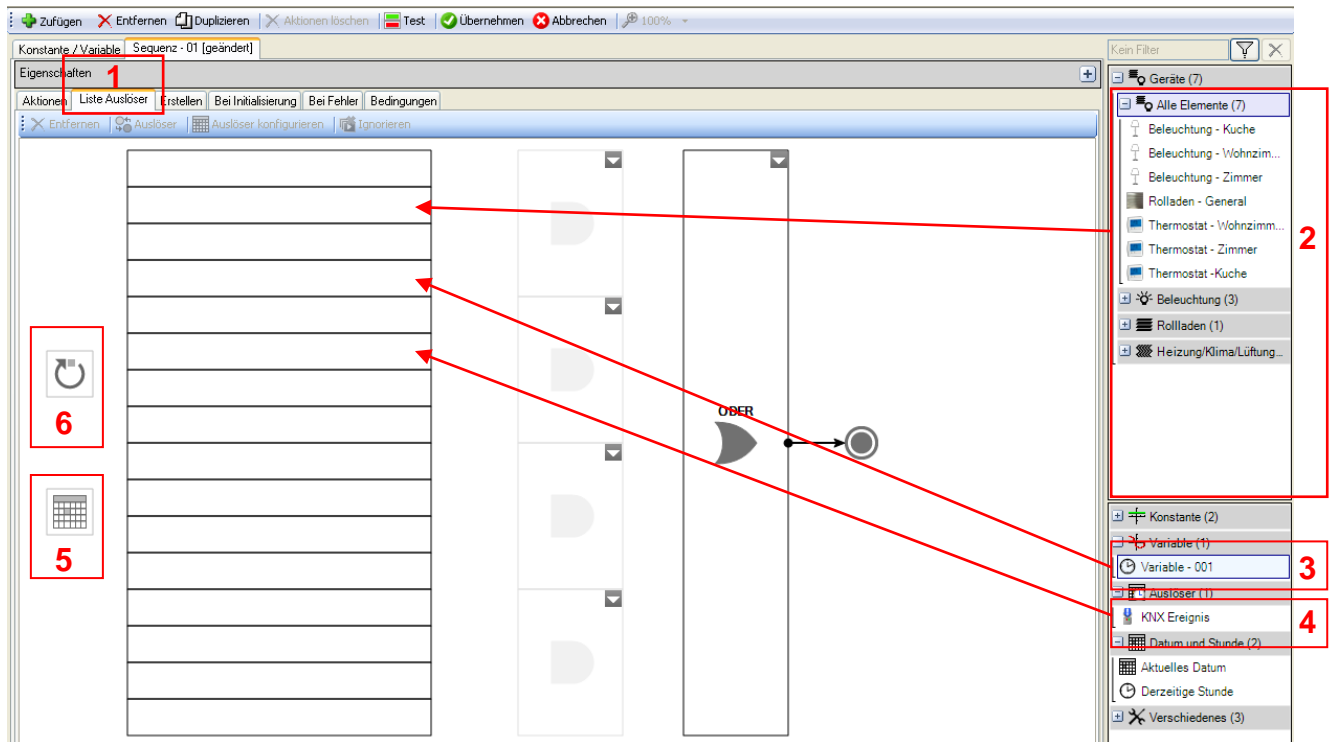 Zufügen Entfernen Duplizieren Aktionen löschen Test Übernehmen Abbrechen 100%
Konstante / Variable Sequenz - 01 [geändert]
Kein Filter
Eigenschaften
1
Geräte (7)
Aktionen Liste Auslöser Erstellen Bei Initialisierung Bei Fehler Bedingungen
Entfernen Auslöser Auslöser konfigurieren Ignorieren
Alle Elemente (7)
Beleuchtung - Kuche
Beleuchtung - Wohnzim...
Beleuchtung - Zimmer
Rolladen - General
Thermostat - Wohnzimm...
2
Thermostat - Zimmer
Thermostat -Kuche
Beleuchtung (3)
Rollladen (1)
Heizung/Klima/Lüftung...
6
ODER
5
Konstante (2)
Variable (1)
Variable - 001
3
Auslöser (1)
KNX Ereignis
4
Datum und Stunde (2)
Aktuelles Datum
Derzeitige Stunde
Verschiedenes (3)